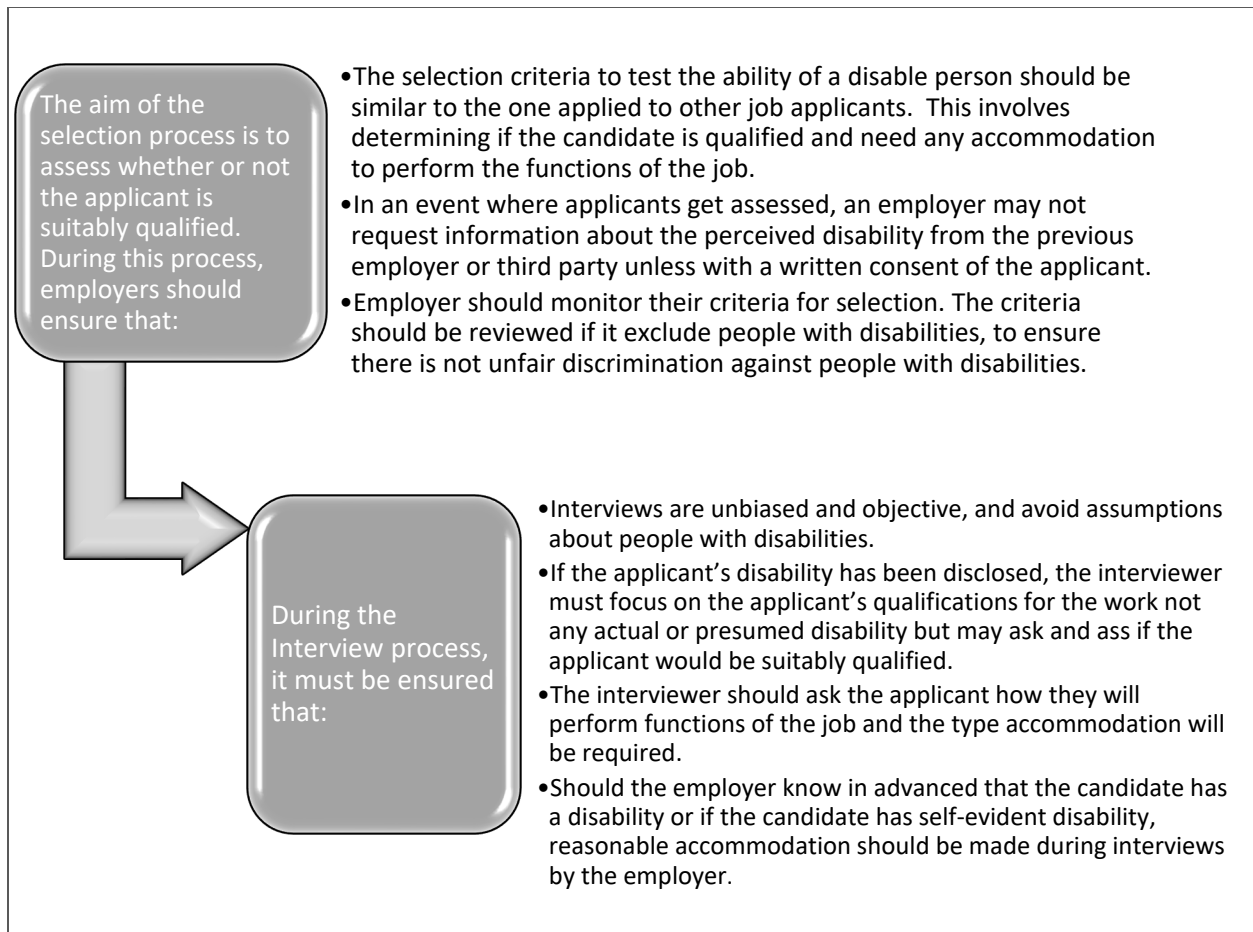 The aim of the
selection process is to
assess whether or not
the applicant is
suitably qualified.
During this process,
employers should
ensure that:
•The selection criteria to test the ability of a disable person should be
similar to the one applied to other job applicants.  This involves
determining if the candidate is qualified and need any accommodation
to perform the functions of the job.
•In an event where applicants get assessed, an employer may not
request information about the perceived disability from the previous
employer or third party unless with a written consent of the applicant.
•Employer should monitor their criteria for selection. The criteria
should be reviewed if it exclude people with disabilities, to ensure
there is not unfair discrimination against people with disabilities.
During the
Interview process,
it must be ensured
that:
•Interviews are unbiased and objective, and avoid assumptions
about people with disabilities.
•If the applicant’s disability has been disclosed, the interviewer
must focus on the applicant’s qualifications for the work not
any actual or presumed disability but may ask and ass if the
applicant would be suitably qualified.
•The interviewer should ask the applicant how they will
perform functions of the job and the type accommodation will
be required.
•Should the employer know in advanced that the candidate has
a disability or if the candidate has self-evident disability,
reasonable accommodation should be made during interviews
by the employer.